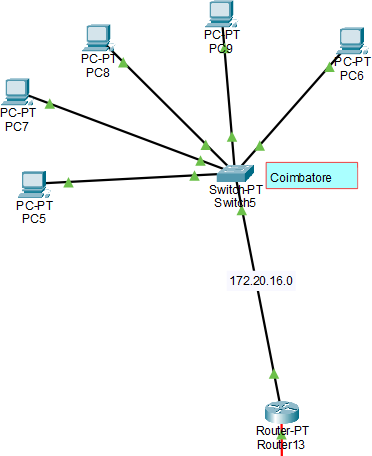 PC-PT
PC9
PC-PT
PC8
PC-PT
PC6
PC-PT
PC7
Switch-PT
Switch5
Coimbatore
PC-PT
PC5
172.20.16.0
Router-PT
Router13